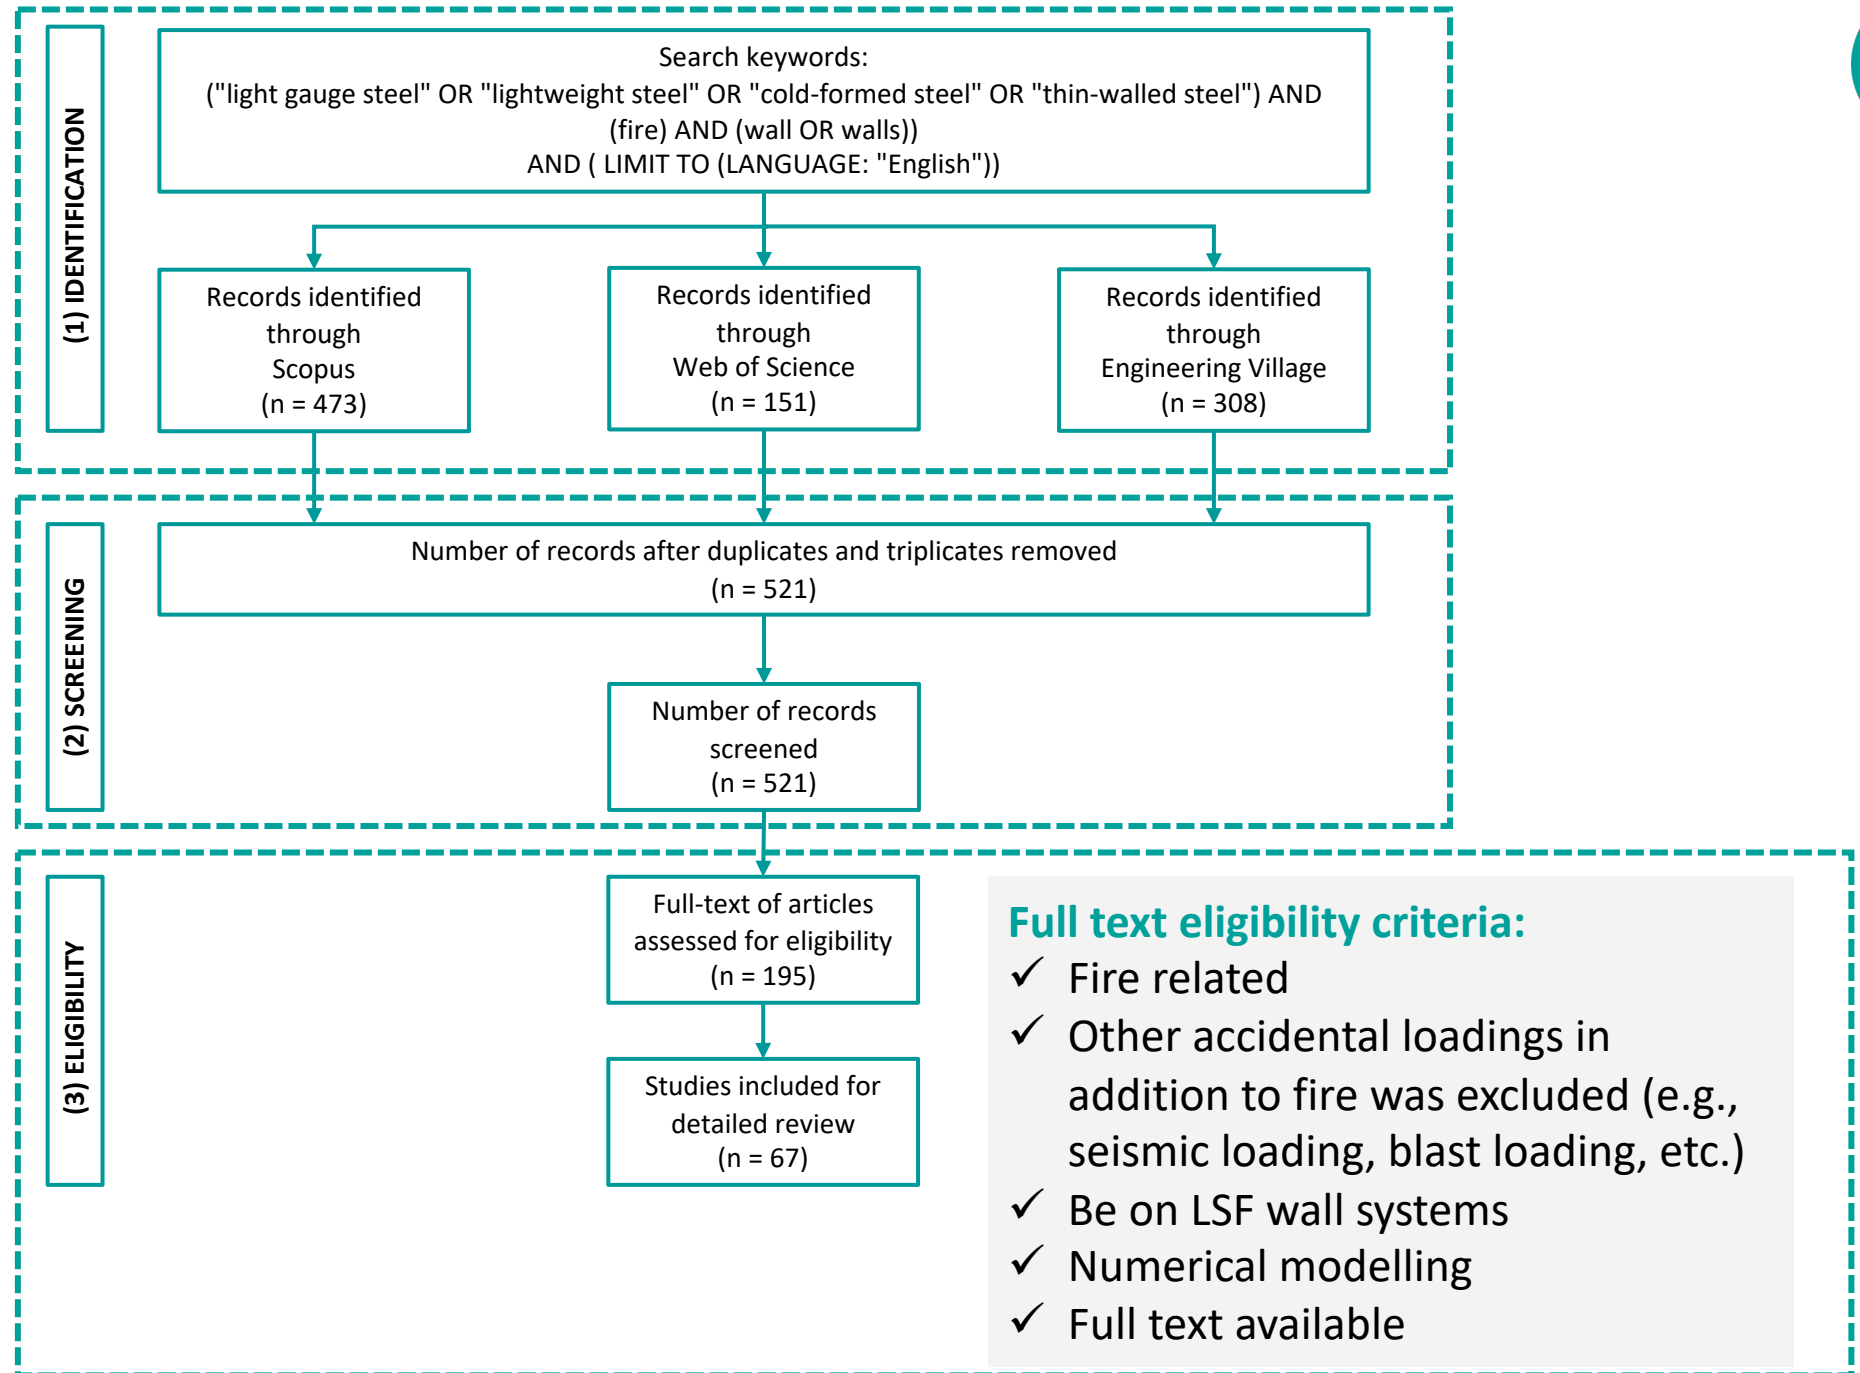 (1) IDENTIFICATION
Search keywords:
("light gauge steel" OR "lightweight steel" OR "cold-formed steel" OR "thin-walled steel") AND
(fire) AND (wall OR walls))
AND ( LIMIT TO (LANGUAGE: "English"))
Records identified
through
Scopus
(n = 473)
Records identified
through
Web of Science
(n = 151)
Records identified
through
Engineering Village
(n = 308)
(2) SCREENING
Number of records after duplicates and triplicates removed
(n = 521)
Number of records
screened
(n = 521)
(3) ELIGIBILITY
Full-text of articles
assessed for eligibility
(n = 195)
Studies included for
detailed review
(n = 67)
Full text eligibility criteria:
✓ Fire related
✓ Other accidental loadings in
addition to fire was excluded (e.g.,
seismic loading, blast loading, etc.)
✓ Be on LSF wall systems
✓ Numerical modelling
✓ Full text available